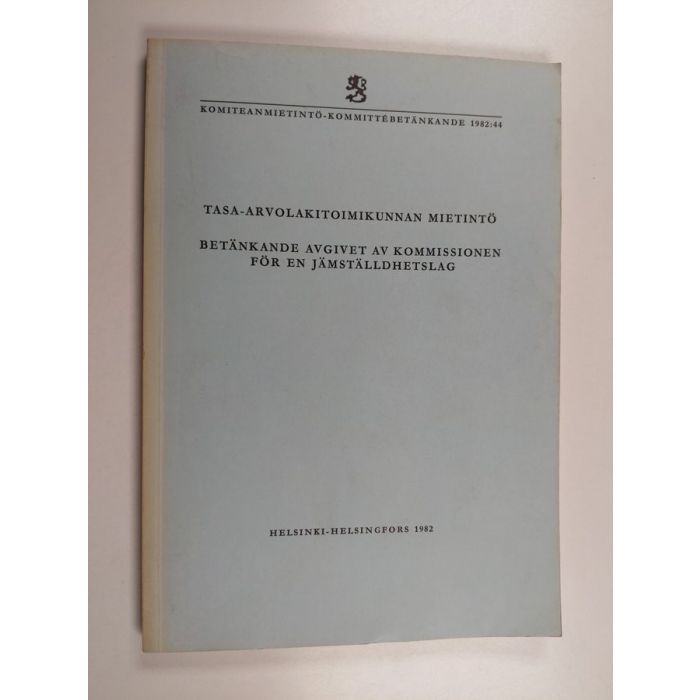 KOMITEANMIETINTÖ-KOMMITTÉBETÄNKANDE 1982:44
TASA-ARVOLAKITOIMIKUNNAN MIETINTÖ
BETÄNKANDE AVGIVET AV KOMMISSIONEN
FÖR EN JÄMSTÄLLDHETSLAG
HELSINKI-HELSINGFORS 1982